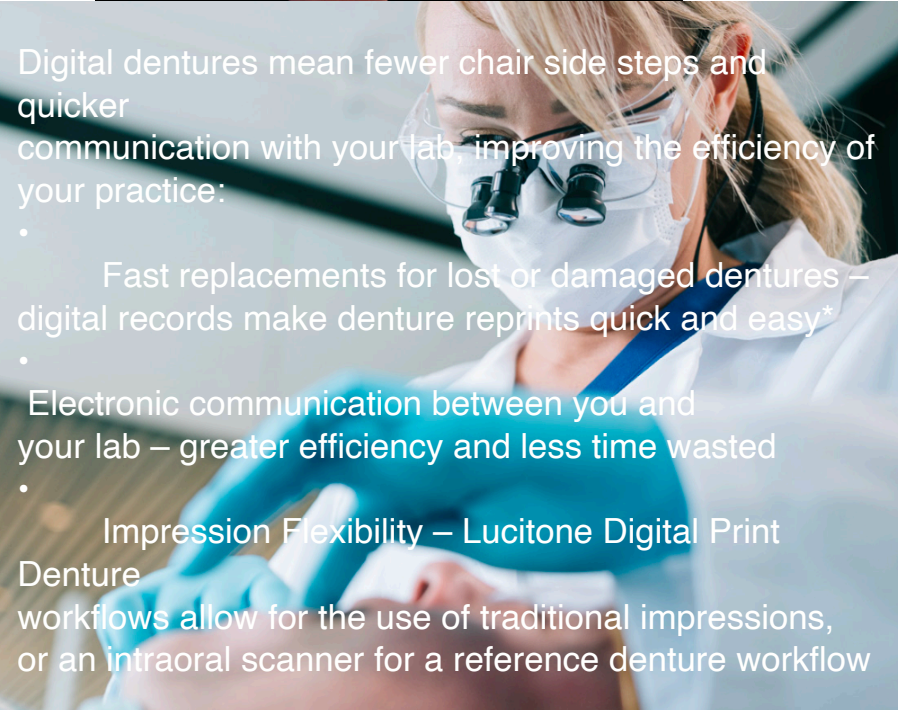 Digital dentures mean fewer chair side steps and
quicker
communication with your lab, improving the efficiency of
your practice:
•
Fast replacements for lost or damaged dentures –
digital records make denture reprints quick and easy*
•
Electronic communication between you and
your lab – greater efficiency and less time wasted
•
Impression Flexibility – Lucitone Digital Print
Denture
workflows allow for the use of traditional impressions,
or an intraoral scanner for a reference denture workflow